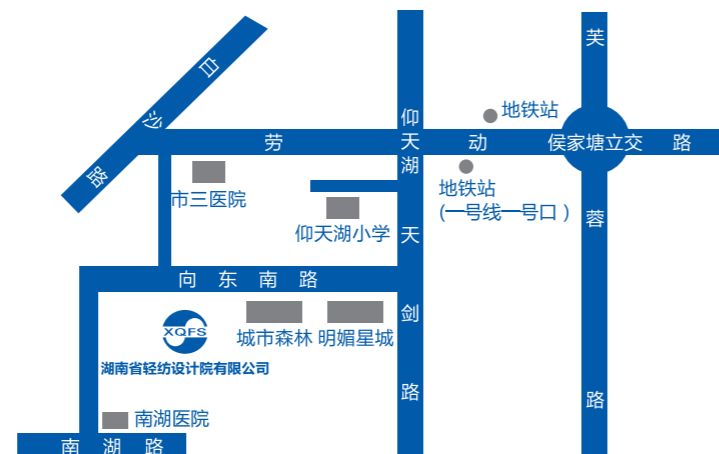 白沙路
芙蓉路
地铁站
劳动路
仰天湖
侯家塘立交
地铁站
(一号线一号口)
市三医院
仰天湖小学
天剑路
向东南路
XQFS
城市森林
明媚星城
湖南省轻纺设计院有限公司
南湖医院
南湖路